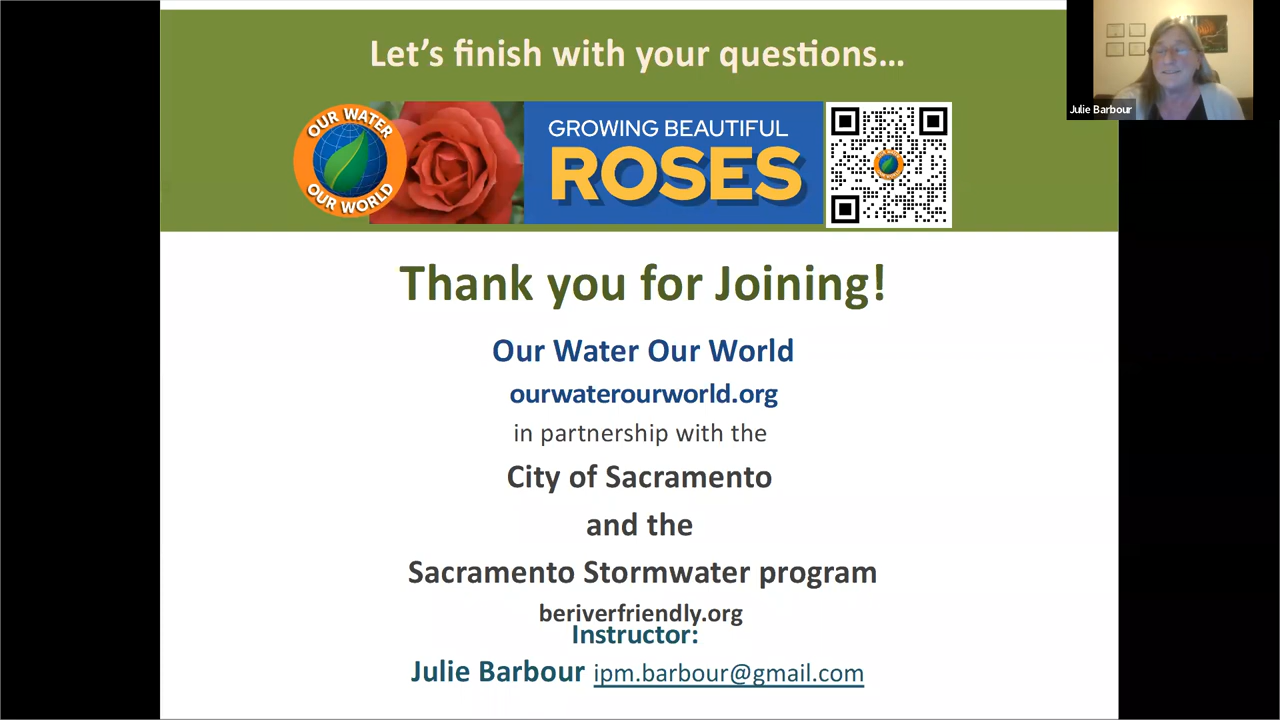 Let's finish with your questions...
OUR WATER
OUR WORLD
GROWING BEAUTIFUL
ROSES
Julie Barbour
Thank you for Joining!
Our Water Our World
ourwaterourworld.org
in partnership with the
City of Sacramento
and the
Sacramento Stormwater program
beriverfriendly.org
Instructor:
Julie Barbour ipm.barbour@gmail.com